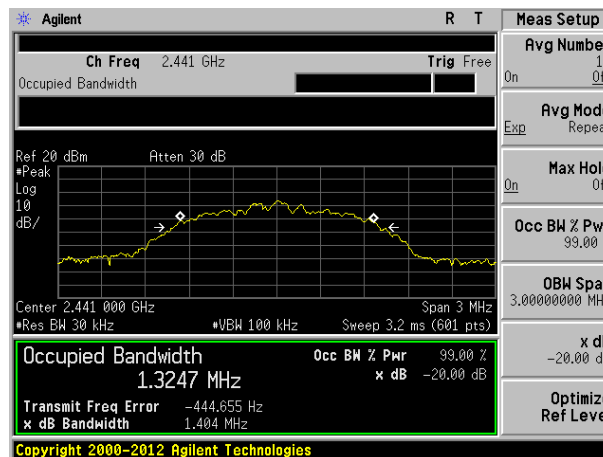 Agilent R T
Ch Freq 2.441 GHz Trig Free
Occupied Bandwidth
Ref 20 dBm Atten 30 dB
#Peak
Log
10
dB/
Center 2.441 000 GHz Span 3 MHz
#Res BW 30 kHz #VBW 100 kHz Sweep 3.2 ms (601 pts)
Occupied Bandwidth Occ BW % Pwr 99.00 %
1.3247 MHz x dB -20.00 dB
Transmit Freq Error -444.655 Hz
x dB Bandwidth 1.404 MHz
Copyright 2000-2012 Agilent Technologies
Meas Setup
Avg Numbe
1
On Of
Avg Mod
Exp Repea
Max Hol
On Of
Occ BW % Pw
99.00
OBW Spa
3.00000000 MH
x d
-20.00 d
Optimiz
Ref Leve